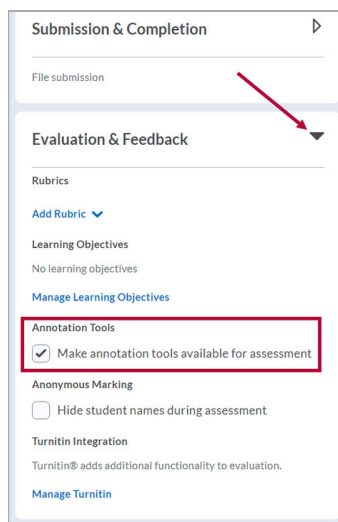 Submission & Completion
File submission
Evaluation & Feedback
Rubrics
Add Rubric
Learning Objectives
No learning objectives
Manage Learning Objectives
Annotation Tools
Make annotation tools available for assessment
Anonymous Marking
Hide student names during assessment
Turnitin Integration
Turnitin® adds additional functionality to evaluation.
Manage Turnitin